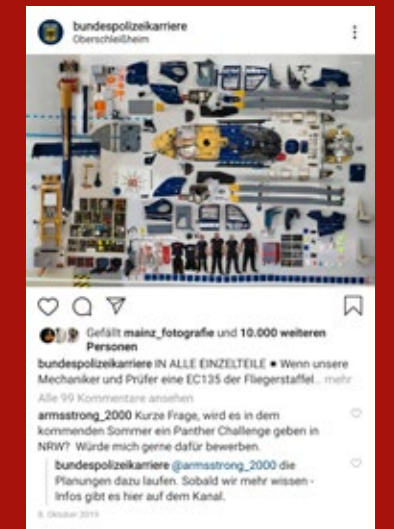 bundespolizeikarriere
Oberschleißheim
Gefällt mainz_fotografie und 10.000 weiteren
Personen
bundespolizeikarriere IN ALLE EINZELTEILE • Wenn unsere
Mechaniker und Prüfer eine EC135 der Fliegerstaffel... mehr
Alle 99 Kommentare ansehen
armsstrong_2000 Kurze Frage, wird es in dem
kommenden Sommer ein Panther Challenge geben in
NRW? Würde mich gerne dafür bewerben.
bundespolizeikarriere @armsstrong_2000 die
Planungen dazu laufen. Sobald wir mehr wissen -
Infos gibt es hier auf dem Kanal.
8. Oktober 2019